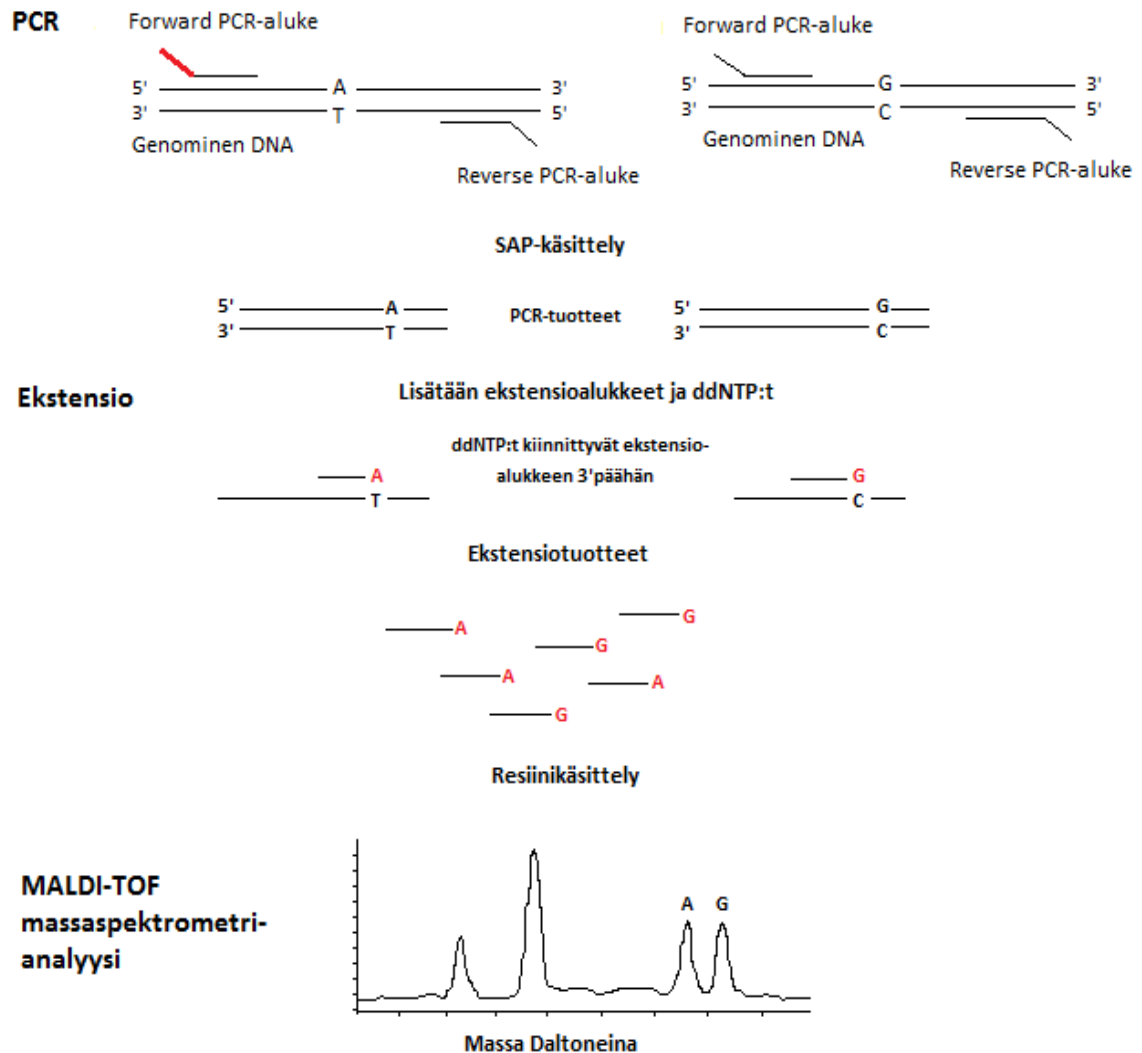 PCR
Forward PCR-aluke
Forward PCR-aluke
5' A 3'
3' T 5'
Genominen DNA
Reverse PCR-aluke
5' G 3'
3' C 5'
Genominen DNA
Reverse PCR-aluke
SAP-käsittely
5' A
3' T
PCR-tuotteet
5' G
3' C
Ekstensio
Lisätään ekstensioalukkeet ja ddNTP:t
ddNTP:t kiinnittyvät ekstensio-
alukkeen 3'päähän
A
T
G
C
Ekstensiotuotteet
A
G
G
A
A
G
Resiinikäsittely
MALDI-TOF
massaspektrometri-
analyysi
A G
Massa Daltoneina